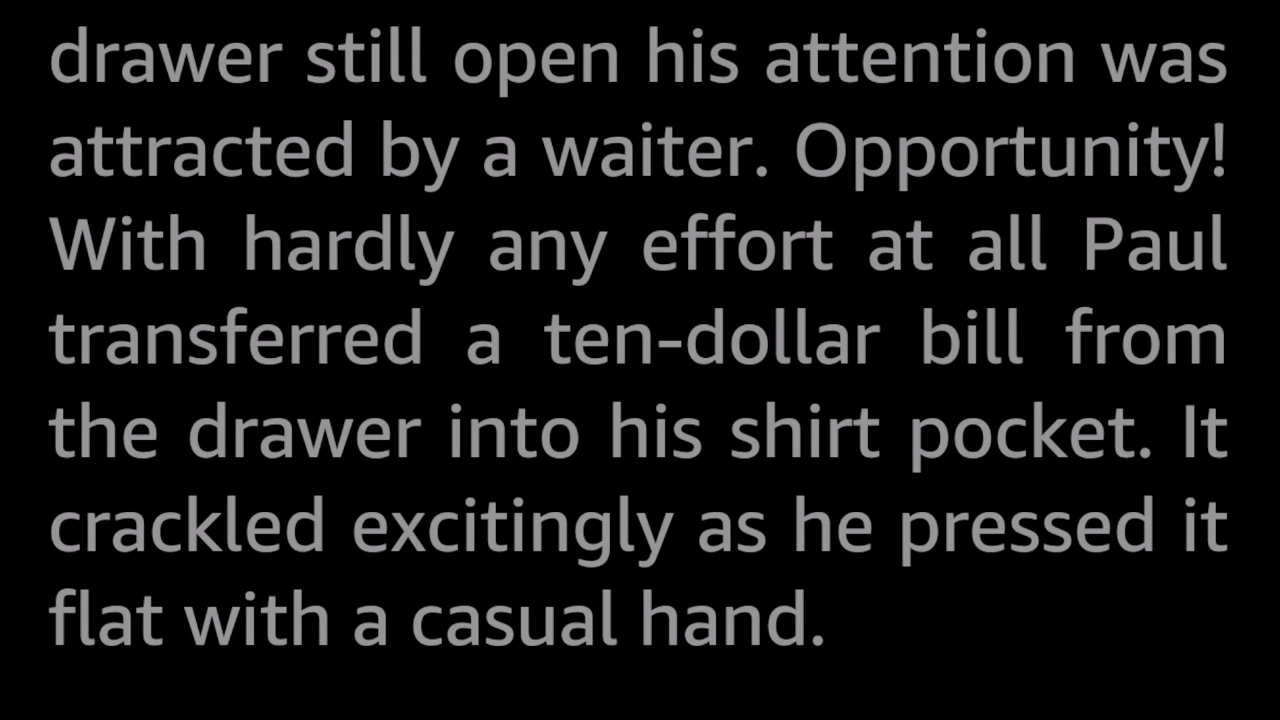 drawer still open his attention was
attracted by a waiter. Opportunity!
With hardly any effort at all Paul
transferred a ten-dollar bill from
the drawer into his shirt pocket. It
crackled excitingly as he pressed it
flat with a casual hand.